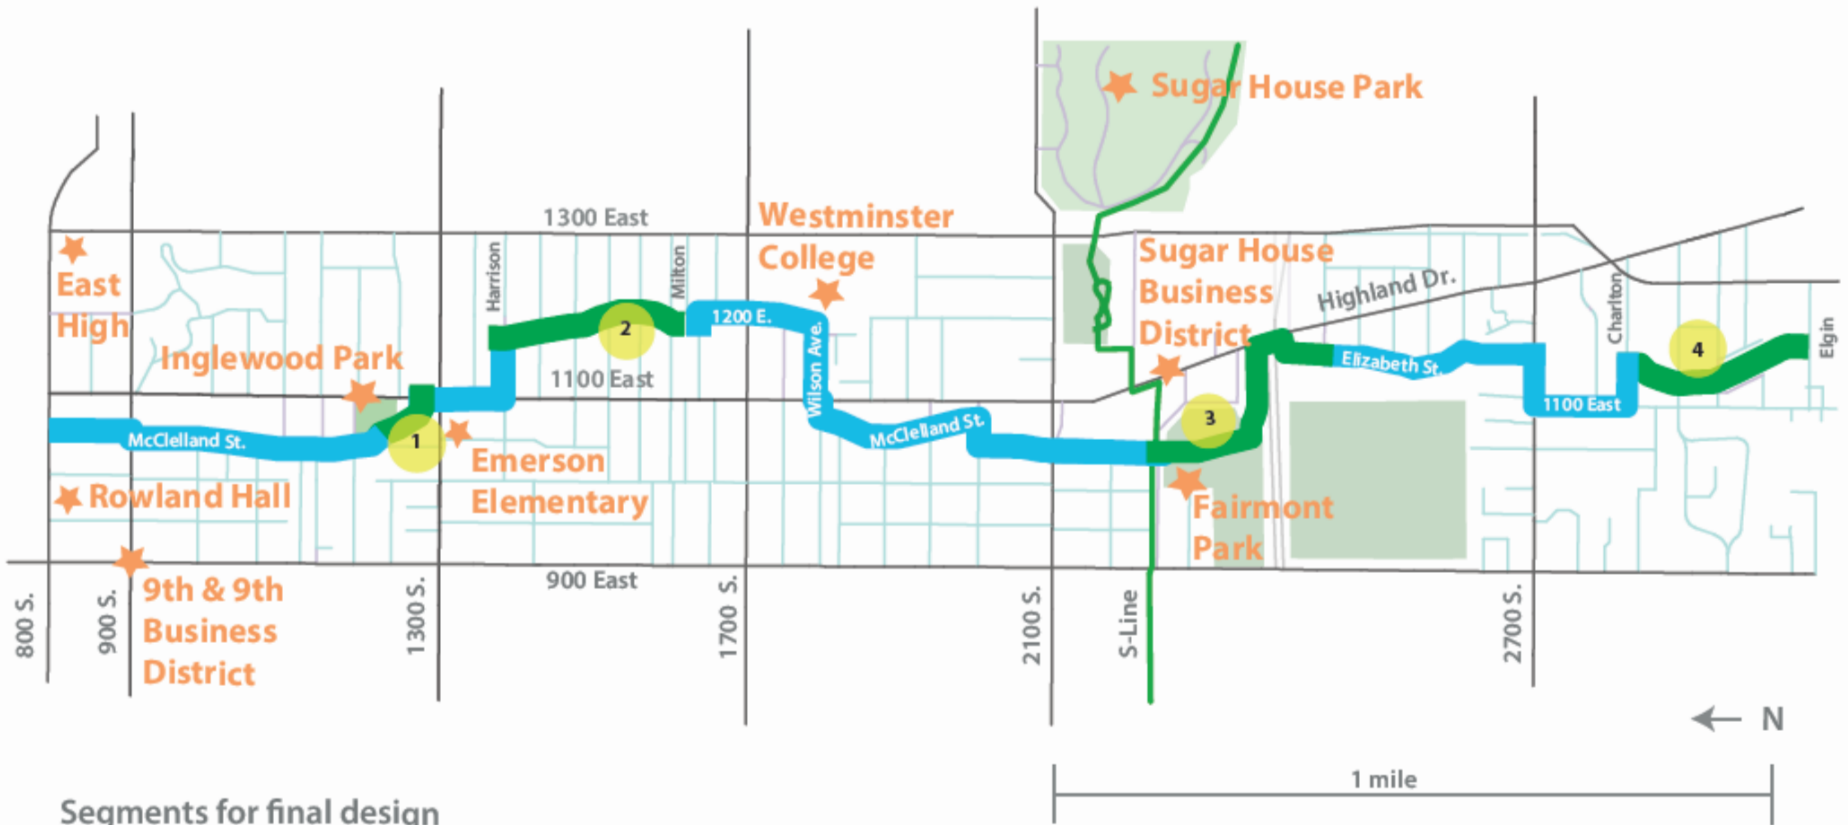 Sugar House Park
1300 East
Westminster
College
Sugar House
Business
District
East
High
Harrison
Milton
Highland Dr.
Charlton
Elgin
Inglewood Park
2
1200 E.
Wilson Ave.
1100 East
Elizabeth St.
4
1100 East
McClelland St.
1
McClelland St.
3
Emerson
Elementary
Rowland Hall
Fairmont
Park
9th & 9th
Business
District
900 East
800 S.
900 S.
1300 S.
1700 S.
2100 S.
S-Line
2700 S.
N
1 mile
Segments for final design